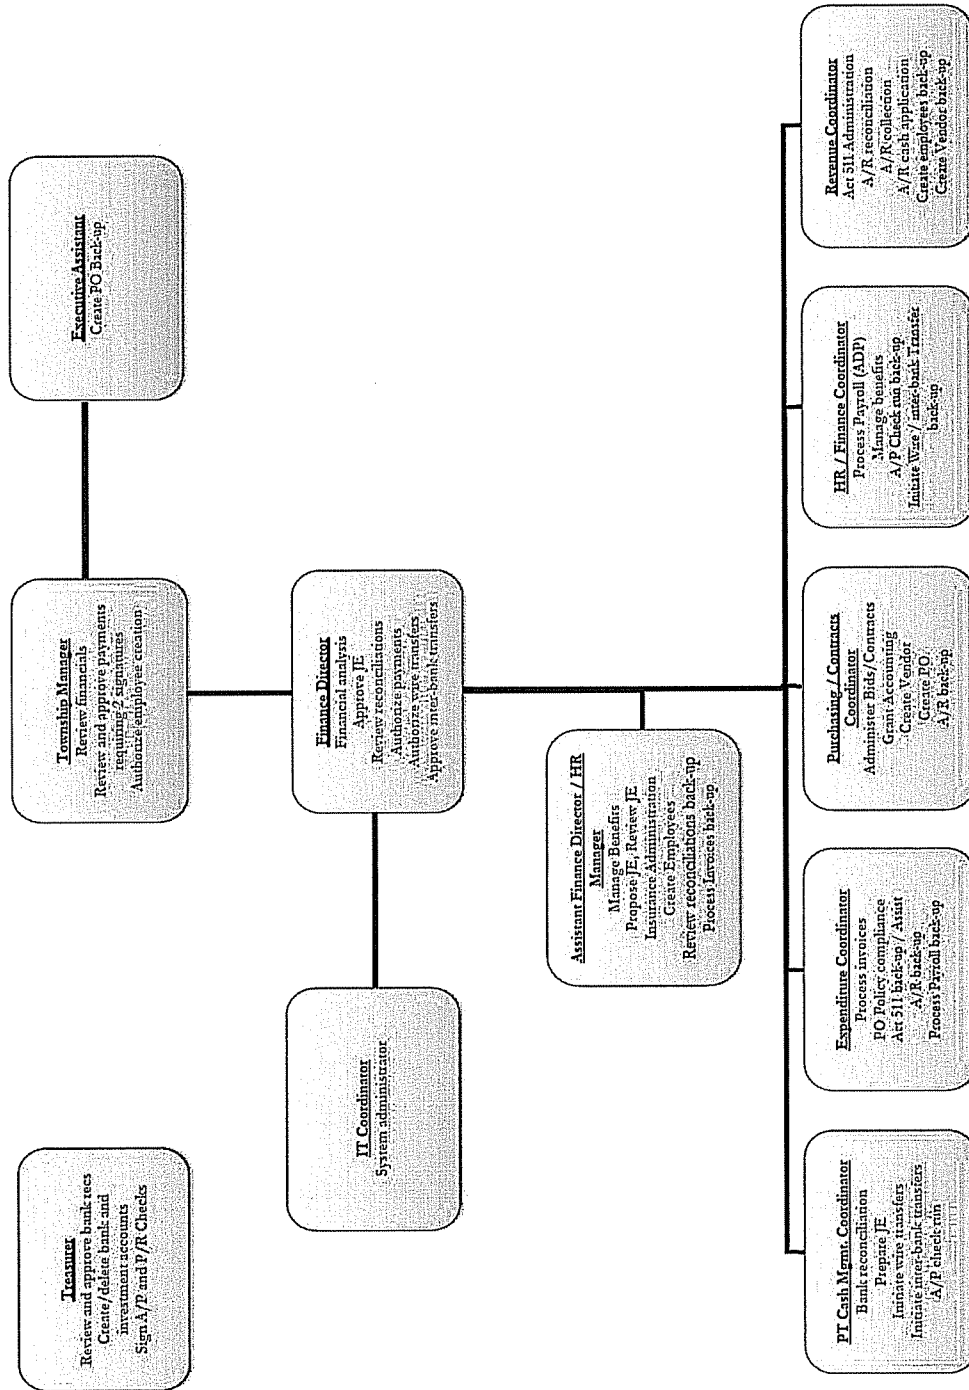 Treasurer
Review and approve bank recs
Create/delete bank and
investment accounts
Sign A/P and P/R Checks
Township Manager
Review financials
Review and approve payments
requiring 2 signatures
Authorize employee creation
Executive Assistant
Create PO Back-up
IT Coordinator
System administrator
Finance Director
Financial analysis
Approve JE
Review reconciliations
Authorize payments
Authorize wire transfers
Approve inter-bank transfers
Assistant Finance Director / HR
Manager
Manage Benefits
Propose JE, Review JE
Insurance Administration
Create Employees
Review reconciliations back-up
Process Invoices back-up
PT Cash Mgmt. Coordinator
Bank reconciliation
Prepare JE
Initiate wire transfers
Initiate inter-bank transfers
A/P check run
Expenditure Coordinator
Process invoices
PO Policy compliance
Act 511 back-up / Assist
A/R back-up
Process Payroll back-up
Purchasing / Contracts
Coordinator
Administer Bids/Contracts
Grant Accounting
Create Vendor
Create PO
A/R back-up
HR / Finance Coordinator
Process Payroll (ADP)
Manage benefits
A/P Check run back-up
Initiate Wire / inter-bank Transfer
back-up
Revenue Coordinator
Act 511 Administration
A/R reconciliation
A/R collection
A/R cash application
Create employees back-up
Create Vendor back-up